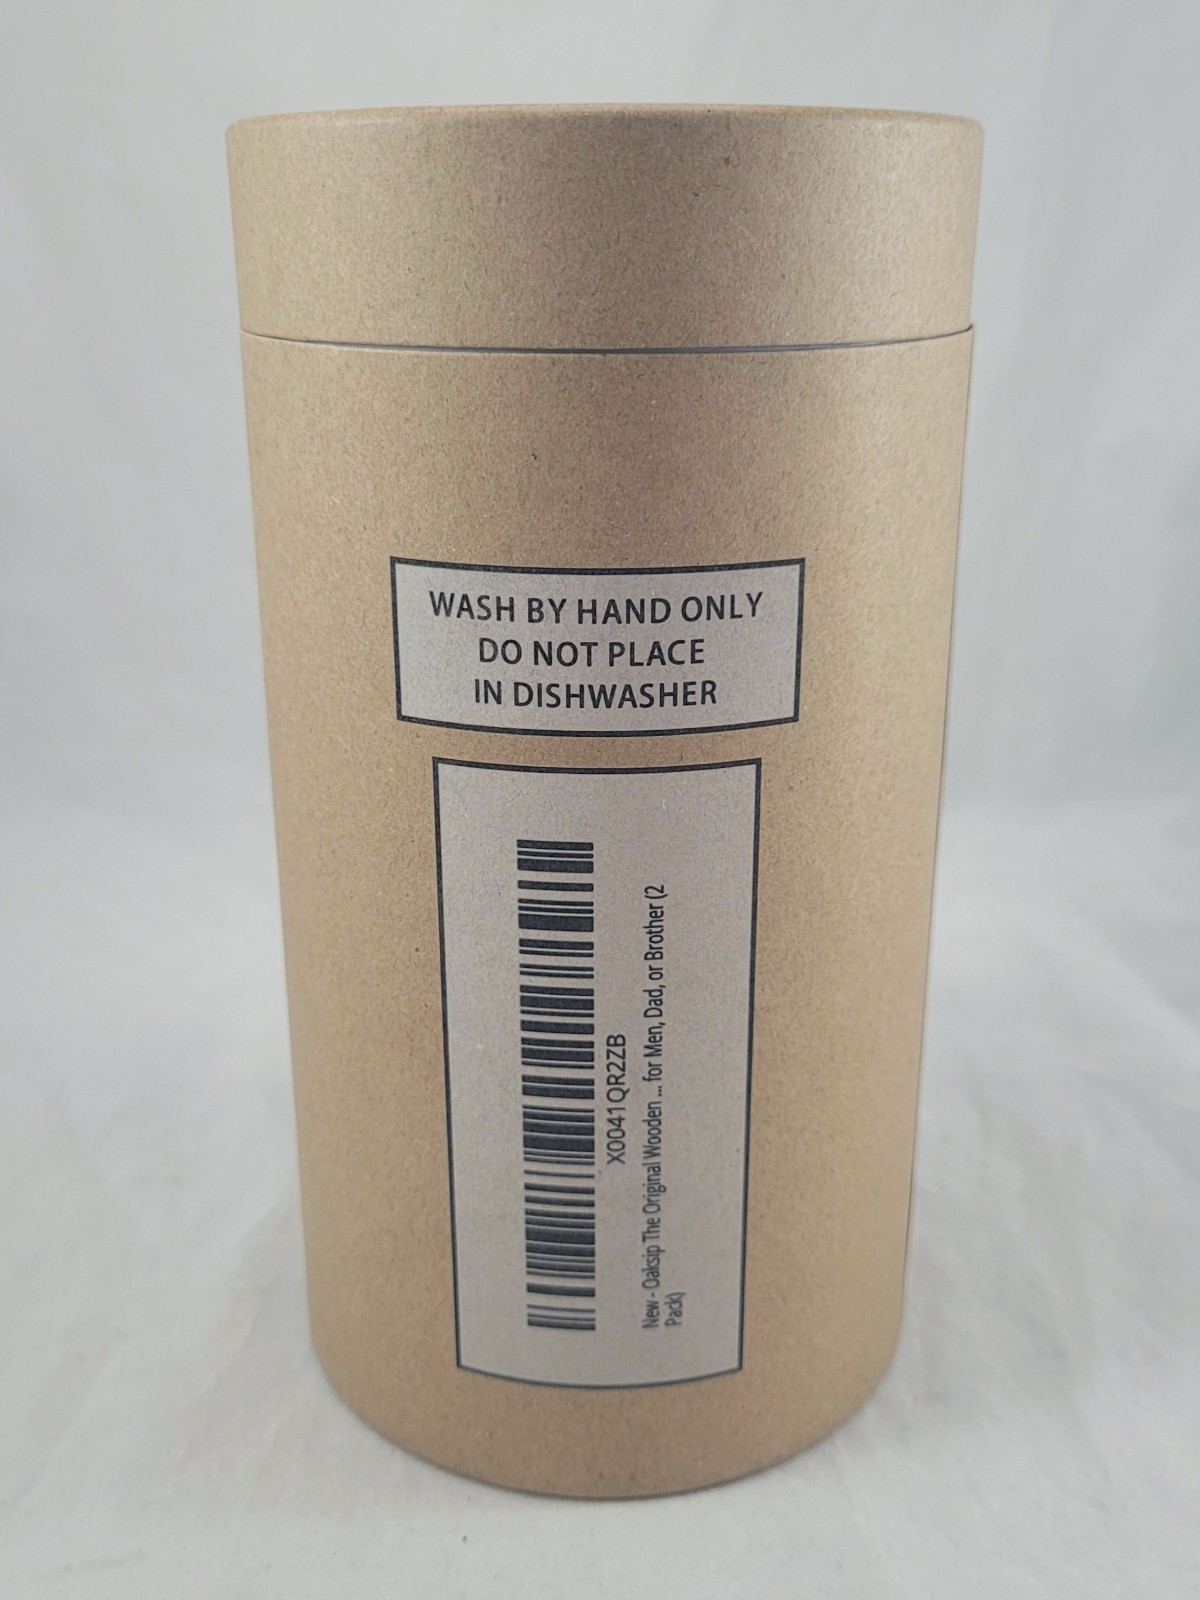 WASH BY HAND ONLY
DO NOT PLACE
IN DISHWASHER
X0041QR2ZB
New - Oaksip The Original Wooden ... for Men, Dad, or Brother (2
Pack)